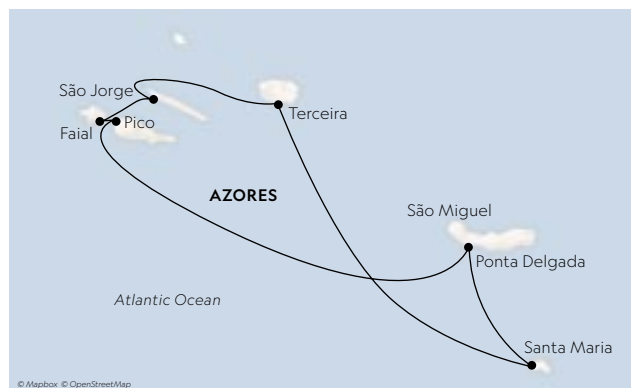 São Jorge
Terceira
Faial
Pico
AZORES
São Miguel
Ponta Delgada
Atlantic Ocean
Santa Maria
© Mapbox © OpenStreetMap